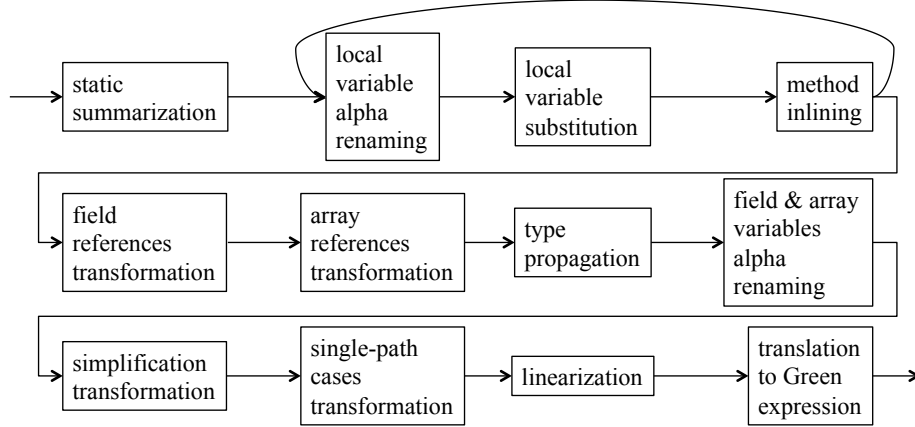 static
summarization
local
variable
alpha
renaming
local
variable
substitution
method
inlining
field
references
transformation
array
references
transformation
type
propagation
field & array
variables
alpha
renaming
simplification
transformation
single-path
cases
transformation
linearization
translation
to Green
expression